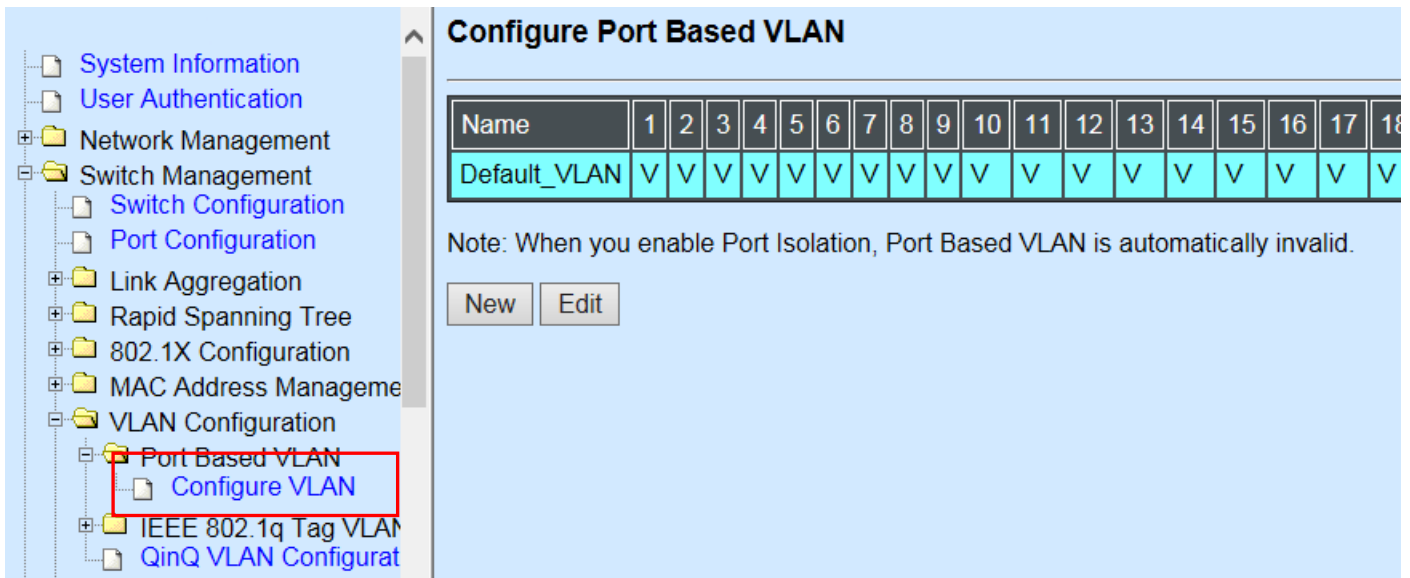 System Information
User Authentication
Network Management
Switch Management
Switch Configuration
Port Configuration
Link Aggregation
Rapid Spanning Tree
802.1X Configuration
MAC Address Manageme
VLAN Configuration
Port Based VLAN
Configure VLAN
IEEE 802.1q Tag VLAN
QinQ VLAN Configurat
Configure Port Based VLAN
Name 1 2 3 4 5 6 7 8 9 10 11 12 13 14 15 16 17 18
Default_VLAN V V V V V V V V V V V V V V V V V V
Note: When you enable Port Isolation, Port Based VLAN is automatically invalid.
New Edit